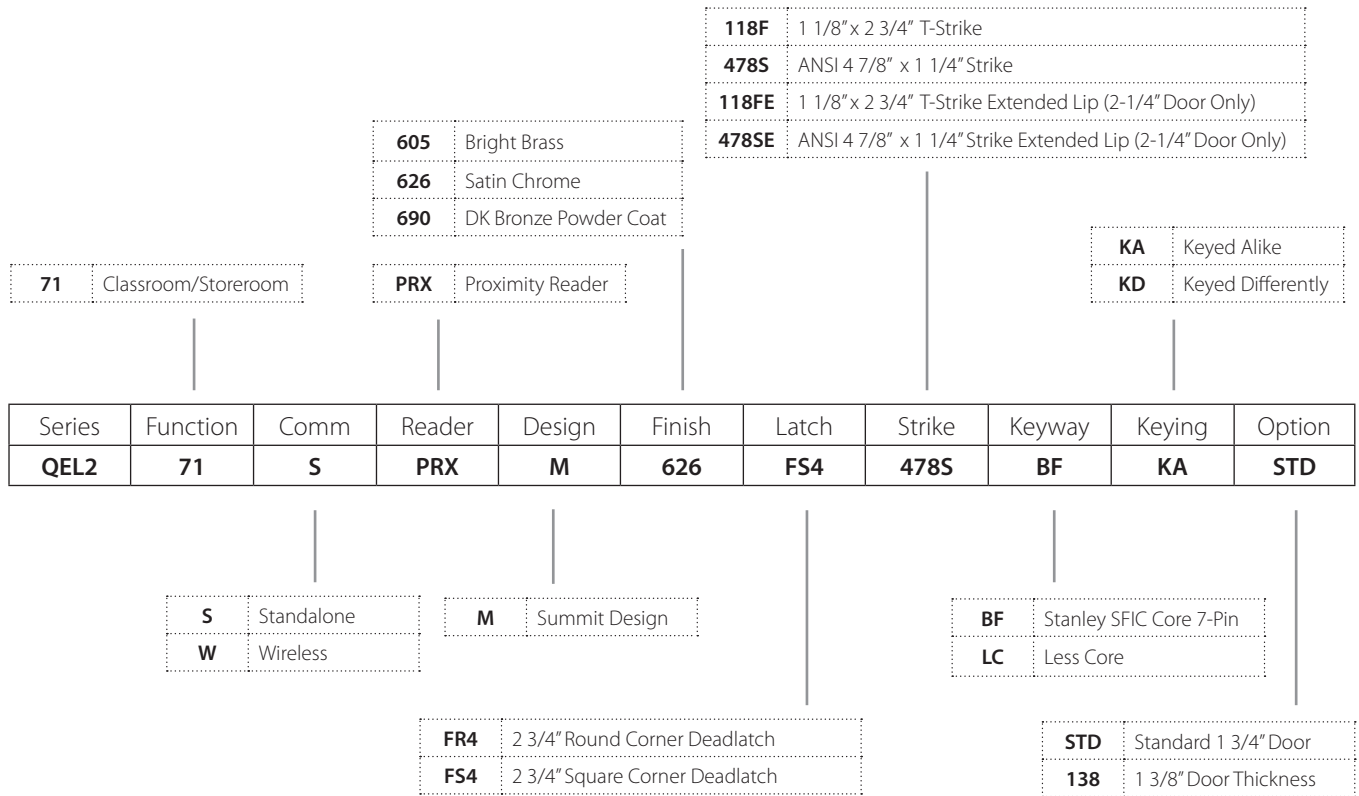 118F 1 1/8” x 2 3/4” T-Strike
478S ANSI 4 7/8” x 1 1/4” Strike
118FE 1 1/8” x 2 3/4” T-Strike Extended Lip (2-1/4” Door Only)
478SE ANSI 4 7/8” x 1 1/4” Strike Extended Lip (2-1/4” Door Only)
605 Bright Brass
626 Satin Chrome
690 DK Bronze Powder Coat
KA Keyed Alike
KD Keyed Differently
71 Classroom/Storeroom
PRX Proximity Reader
Series Function Comm Reader Design Finish Latch Strike Keyway Keying Option
QEL2 71 S PRX M 626 FS4 478S BF KA STD
S Standalone
W Wireless
M Summit Design
BF Stanley SFIC Core 7-Pin
LC Less Core
FR4 2 3/4” Round Corner Deadlatch
FS4 2 3/4” Square Corner Deadlatch
STD Standard 1 3/4” Door
138 1 3/8” Door Thickness